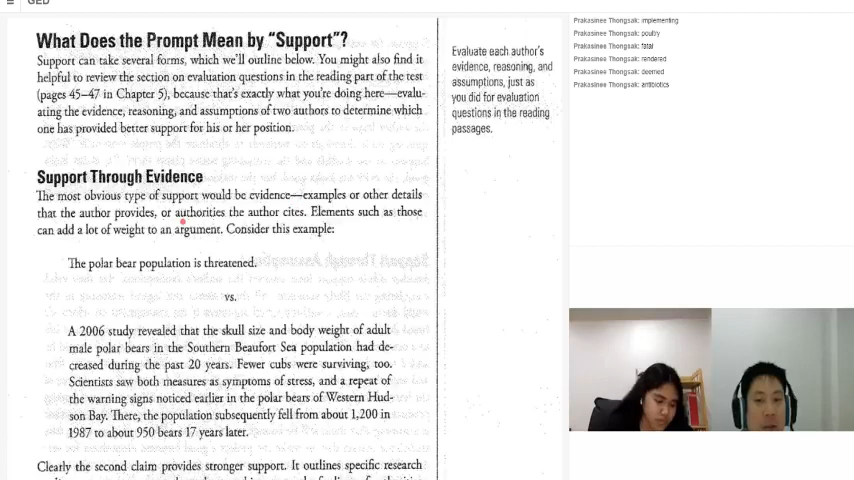 GED
What Does the Prompt Mean by "Support"?
Support can take several forms, which we'll outline below. You might also find it
helpful to review the section on evaluation questions in the reading part of the test
(pages 45–47 in Chapter 5), because that's exactly what you're doing here—evalu-
ating the evidence, reasoning, and assumptions of two authors to determine which
one has provided better support for his or her position.
Support Through Evidence
The most obvious type of support would be evidence—examples or other details
that the author provides, or authorities the author cites. Elements such as those
can add a lot of weight to an argument. Consider this example:
The polar bear population is threatened.
vs.
A 2006 study revealed that the skull size and body weight of adult
male polar bears in the Southern Beaufort Sea population had de-
creased during the past 20 years. Fewer cubs were surviving, too.
Scientists saw both measures as symptoms of stress, and a repeat of
the warning signs noticed earlier in the polar bears of Western Hud-
son Bay. There, the population subsequently fell from about 1,200 in
1987 to about 950 bears 17 years later.
Clearly the second claim provides stronger support. It outlines specific research
Evaluate each author's
evidence, reasoning, and
assumptions, just as
you did for evaluation
questions in the reading
passages.
Prakasinee Thongsak: implementing
Prakasinee Thongsak: poultry
Prakasinee Thongsak: fatal
Prakasinee Thongsak: rendered
Prakasinee Thongsak: deemed
Prakasinee Thongsak: antibiotics